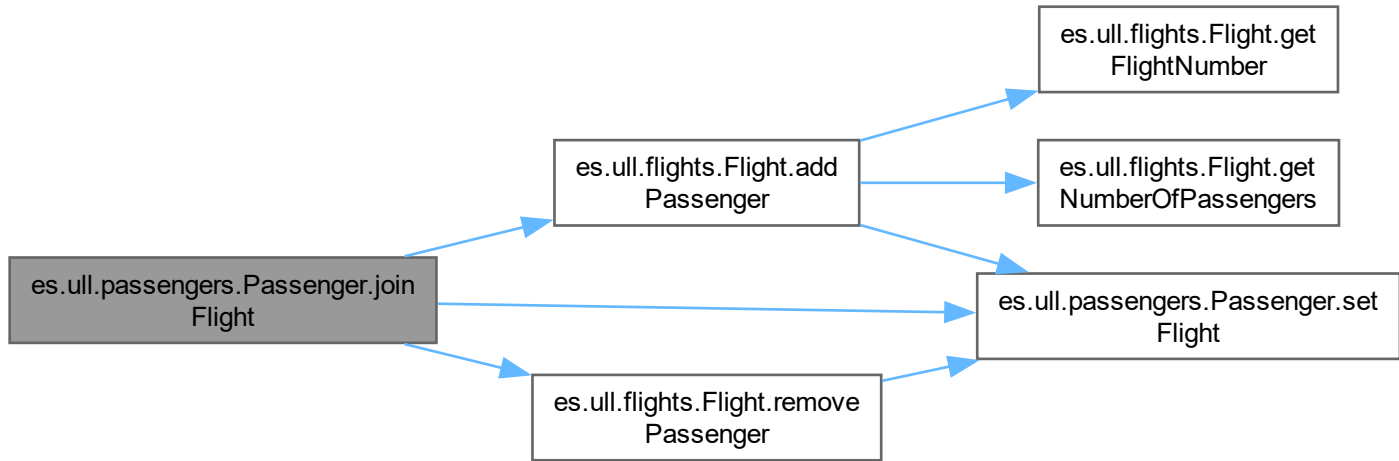 es.ull.passengers.Passenger.join
Flight
es.ull.flights.Flight.add
Passenger
es.ull.flights.Flight.get
FlightNumber
es.ull.flights.Flight.get
NumberOfPassengers
es.ull.passengers.Passenger.set
Flight
es.ull.flights.Flight.remove
Passenger